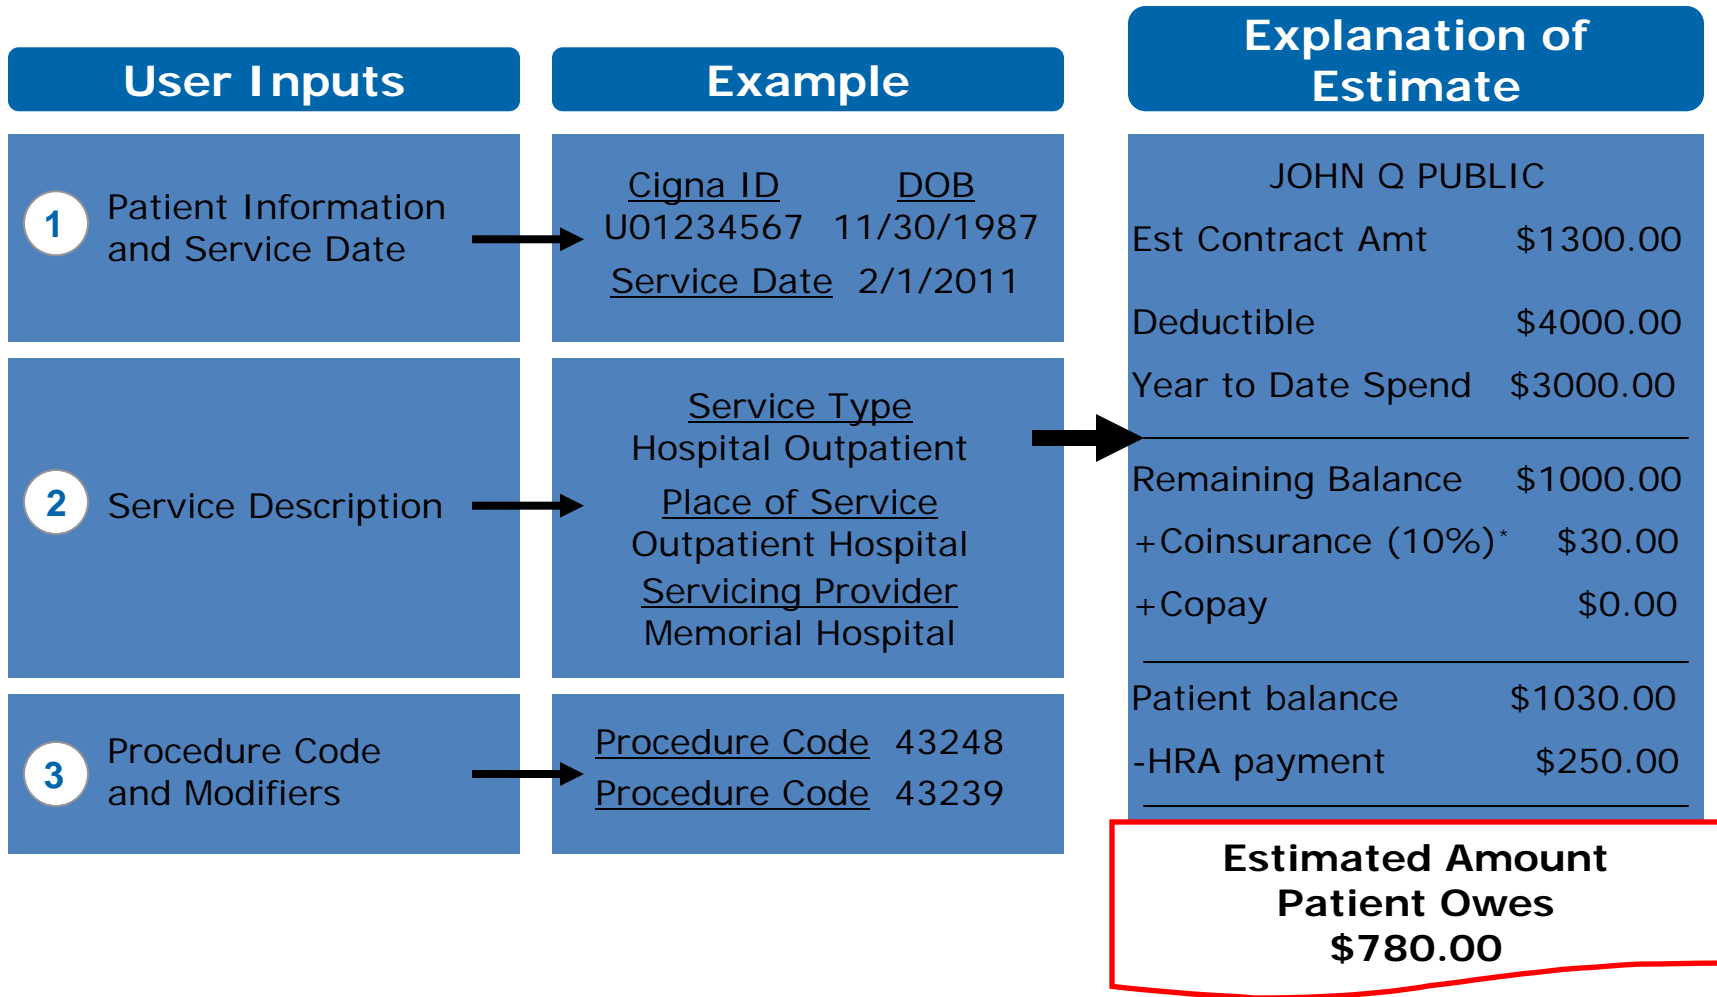 User Inputs
Example
Explanation of
Estimate
1
Patient Information
and Service Date
Cigna ID DOB
U01234567 11/30/1987
Service Date 2/1/2011
2
Service Description
Service Type
Hospital Outpatient
Place of Service
Outpatient Hospital
Servicing Provider
Memorial Hospital
3
Procedure Code
and Modifiers
Procedure Code 43248
Procedure Code 43239
JOHN Q PUBLIC
Est Contract Amt $1300.00
Deductible $4000.00
Year to Date Spend $3000.00
Remaining Balance $1000.00
+Coinsurance (10%)* $30.00
+Copay $0.00
Patient balance $1030.00
-HRA payment $250.00
Estimated Amount
Patient Owes
$780.00